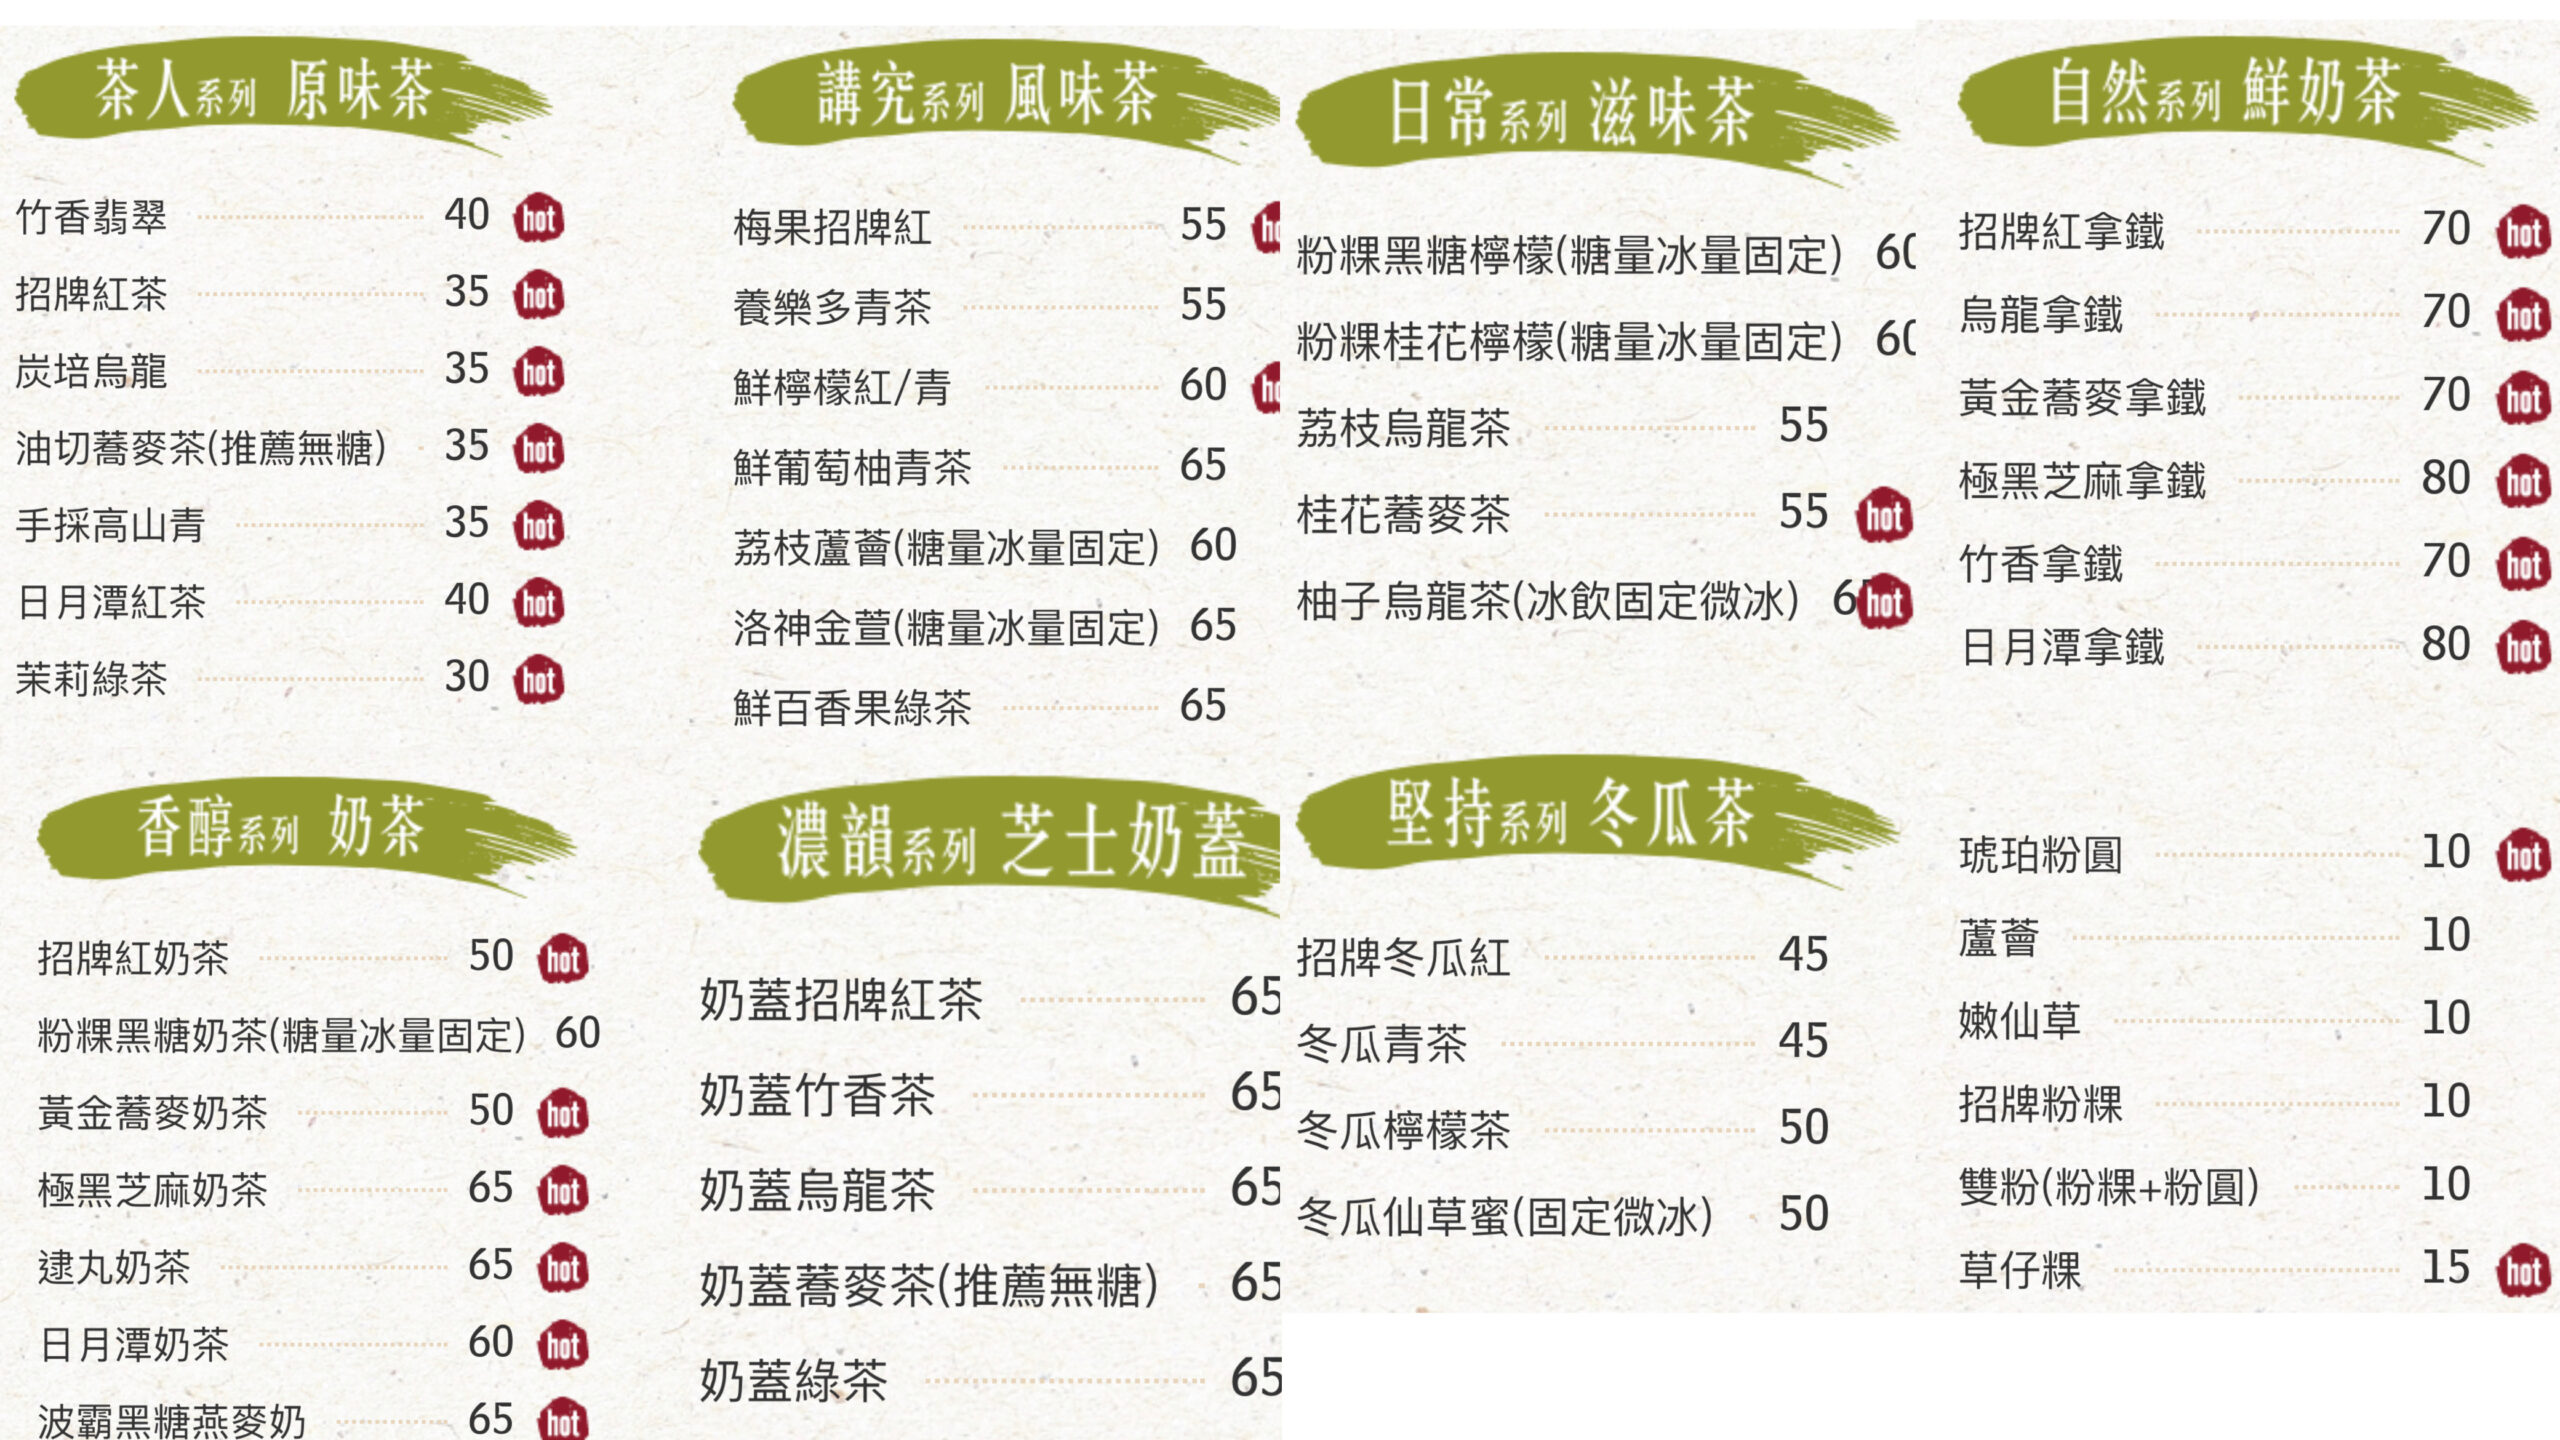 茶人系列 原味茶
竹香翡翠 40 hot
招牌紅茶 35 hot
炭培烏龍 35 hot
油切蕎麥茶(推薦無糖) 35 hot
手採高山青 35 hot
日月潭紅茶 40 hot
茉莉綠茶 30 hot
講究系列 風味茶
梅果招牌紅 55
養樂多青茶 55
鮮檸檬紅/青 60
鮮葡萄柚青茶 65
荔枝蘆薈(糖量冰量固定) 60
洛神金萱(糖量冰量固定) 65
鮮百香果綠茶 65
日常系列 滋味茶
粉粿黑糖檸檬(糖量冰量固定) 60
粉粿桂花檸檬(糖量冰量固定) 60
荔枝烏龍茶 55
桂花蕎麥茶 55 hot
柚子烏龍茶(冰飲固定微冰) hot
自然系列 鮮奶茶
招牌紅拿鐵 70 hot
烏龍拿鐵 70 hot
黃金蕎麥拿鐵 70 hot
極黑芝麻拿鐵 80 hot
竹香拿鐵 70 hot
日月潭拿鐵 80 hot
香醇系列 奶茶
招牌紅奶茶 50 hot
粉粿黑糖奶茶(糖量冰量固定) 60
黃金蕎麥奶茶 50 hot
極黑芝麻奶茶 65 hot
逮丸奶茶 65 hot
日月潭奶茶 60 hot
波霸黑糖燕麥奶 65 hot
濃韻系列 芝士奶蓋
奶蓋招牌紅茶 65
奶蓋竹香茶 65
奶蓋烏龍茶 65
奶蓋蕎麥茶(推薦無糖) 65
奶蓋綠茶 65
堅持系列 冬瓜茶
招牌冬瓜紅 45
冬瓜青茶 45
冬瓜檸檬茶 50
冬瓜仙草蜜(固定微冰) 50
琥珀粉圓 10 hot
蘆薈 10
嫩仙草 10
招牌粉粿 10
雙粉(粉粿+粉圓) 10
草仔粿 15 hot